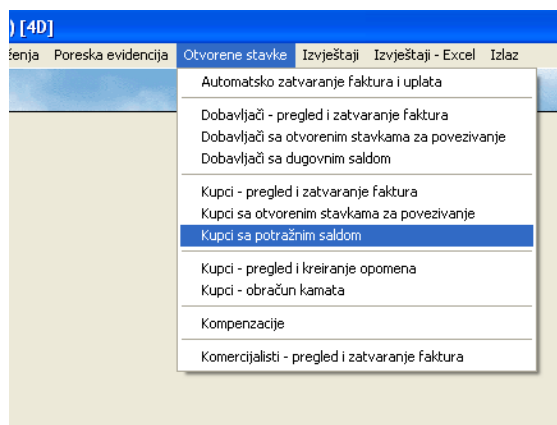 ) [4D]
Poreska evidencija Otvorene stavke Izvještaji Izvještaji - Excel Izlaz
Automatsko zatvaranje faktura i uplata
Dobavljači - pregled i zatvaranje faktura
Dobavljači sa otvorenim stavkama za povezivanje
Dobavljači sa dugovnim saldom
Kupci - pregled i zatvaranje faktura
Kupci sa otvorenim stavkama za povezivanje
Kupci sa potražnim saldom
Kupci - pregled i kreiranje opomena
Kupci - obračun kamata
Kompenzacije
Komercijalisti - pregled i zatvaranje faktura